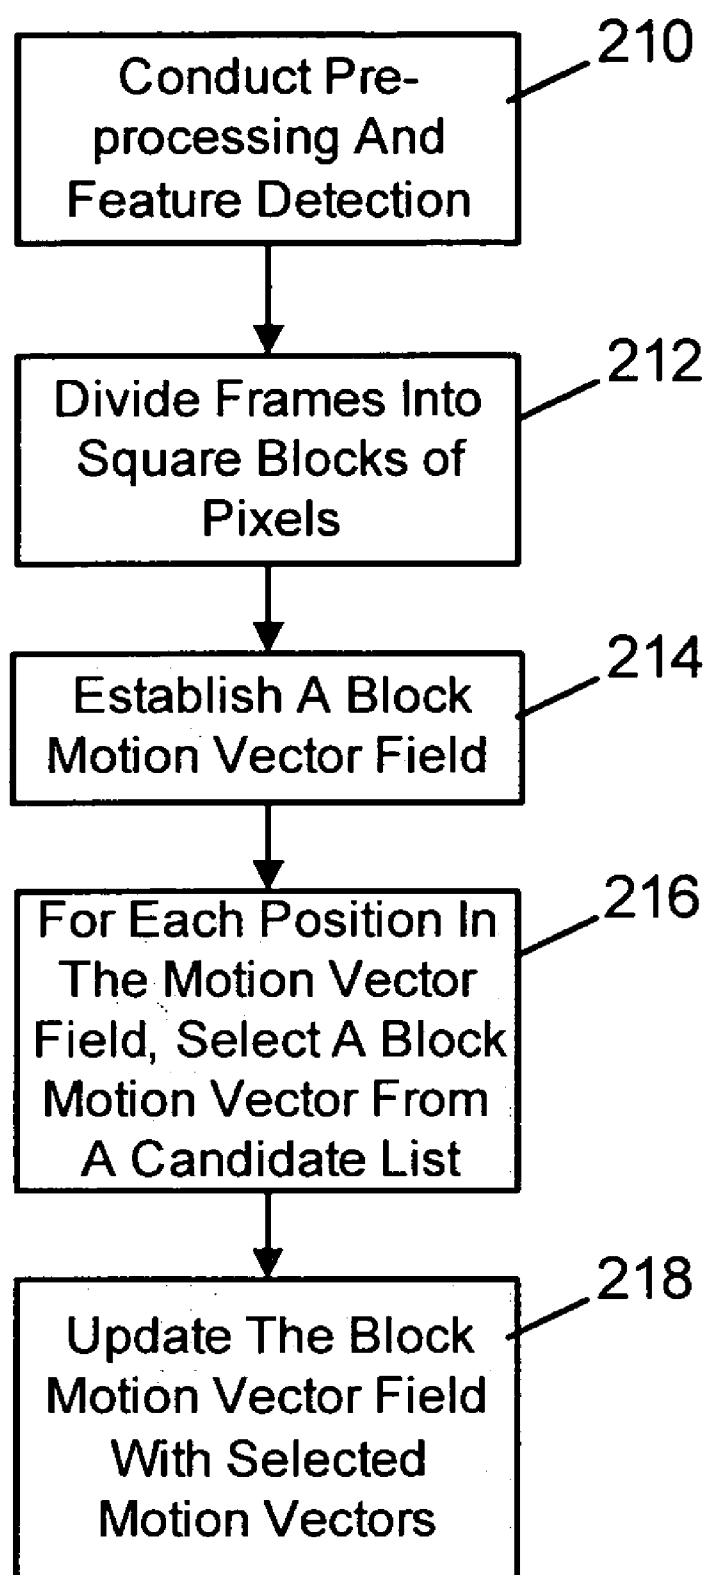 210
Conduct Pre-
processing And
Feature Detection
212
Divide Frames Into
Square Blocks of
Pixels
214
Establish A Block
Motion Vector Field
216
For Each Position In
The Motion Vector
Field, Select A Block
Motion Vector From
A Candidate List
218
Update The Block
Motion Vector Field
With Selected
Motion Vectors